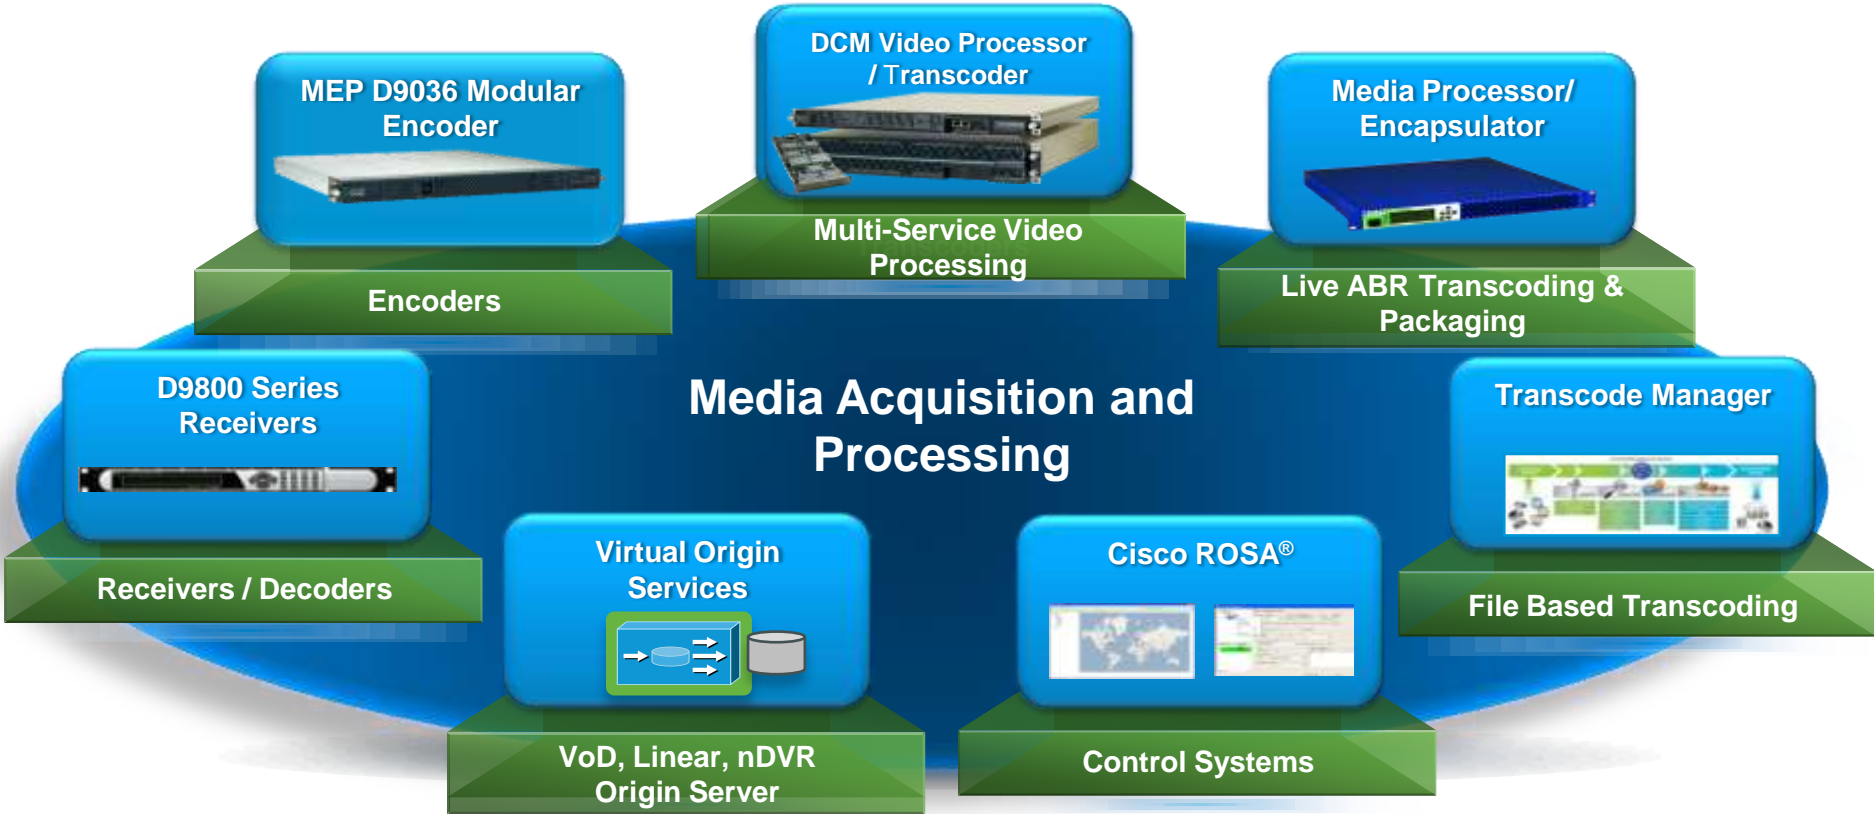 DCM Video Processor
/ Transcoder
Multi-Service Video
Processing
MEP D9036 Modular
Encoder
Encoders
Media Processor/
Encapsulator
Live ABR Transcoding &
Packaging
D9800 Series
Receivers
Receivers / Decoders
Media Acquisition and
Processing
Transcode Manager
File Based Transcoding
Virtual Origin
Services
VoD, Linear, nDVR
Origin Server
Cisco ROSA®
Control Systems